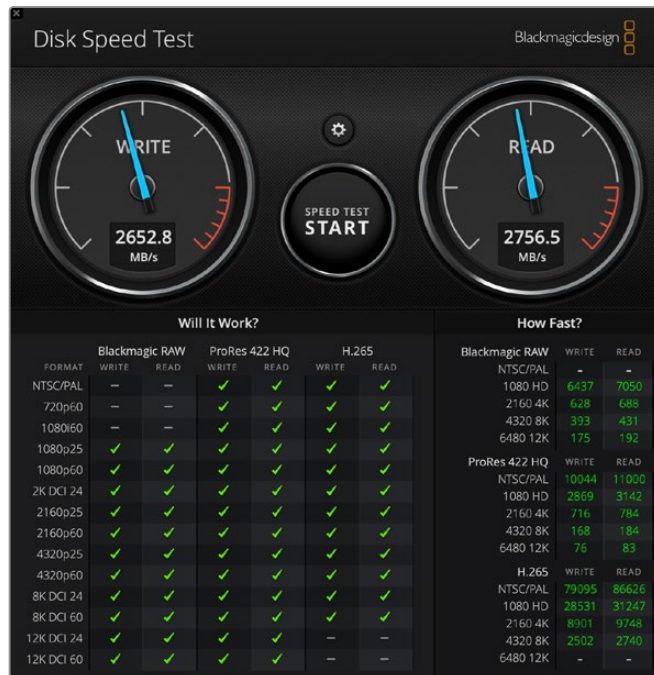 Disk Speed Test
Blackmagicdesign
WRITE
2652.8
MB/s
SPEED TEST
START
READ
2756.5
MB/s
Will It Work?
Blackmagic RAW ProRes 422 HQ H.265
FORMAT WRITE READ WRITE READ WRITE READ
NTSC/PAL – – ✓ ✓ ✓ ✓
720p60 – – ✓ ✓ ✓ ✓
1080i60 – – ✓ ✓ ✓ ✓
1080p25 ✓ ✓ ✓ ✓ ✓ ✓
1080p60 ✓ ✓ ✓ ✓ ✓ ✓
2K DCI 24 ✓ ✓ ✓ ✓ ✓ ✓
2160p25 ✓ ✓ ✓ ✓ ✓ ✓
2160p60 ✓ ✓ ✓ ✓ ✓ ✓
4320p25 ✓ ✓ ✓ ✓ ✓ ✓
4320p60 ✓ ✓ ✓ ✓ ✓ ✓
8K DCI 24 ✓ ✓ ✓ ✓ ✓ ✓
8K DCI 60 ✓ ✓ ✓ ✓ ✓ ✓
12K DCI 24 ✓ ✓ ✓ ✓ – –
12K DCI 60 ✓ ✓ ✓ ✓ – –
How Fast?
Blackmagic RAW WRITE READ
NTSC/PAL - -
1080 HD 6437 7050
2160 4K 628 688
4320 8K 393 431
6480 12K 175 192
ProRes 422 HQ WRITE READ
NTSC/PAL 10044 11000
1080 HD 2869 3142
2160 4K 716 784
4320 8K 168 184
6480 12K 76 83
H.265 WRITE READ
NTSC/PAL 79095 86626
1080 HD 28531 31247
2160 4K 8901 9748
4320 8K 2502 2740
6480 12K - -